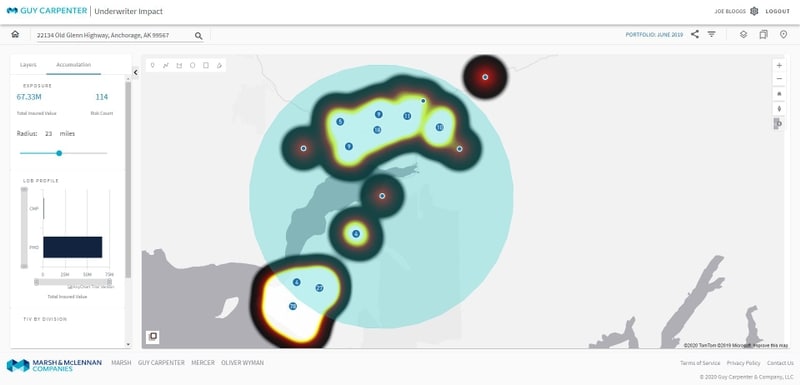 GUY CARPENTER | Underwriter Impact
JOE BLOGGS
LOGOUT
22134 Old Glenn Highway, Anchorage, AK 99567
PORTFOLIO: JUNE 2019
Layers
Accumulation
EXPOSURE
67.33M
114
Total Insured Value
Risk Count
Radius: 23 miles
LOB PROFILE
CMP
0
25M
50M
75M
Total Insured Value
TIV BY DIVISION
5
9
11
10
9
4
4
27
©2020 TomTom ©2019 Microsoft Improve this map
MARSH & McLENNAN
COMPANIES
MARSH
GUY CARPENTER
MERCER
OLIVER WYMAN
Terms of Service
Privacy Policy
Contact Us
© 2020 Guy Carpenter & Company, LLC